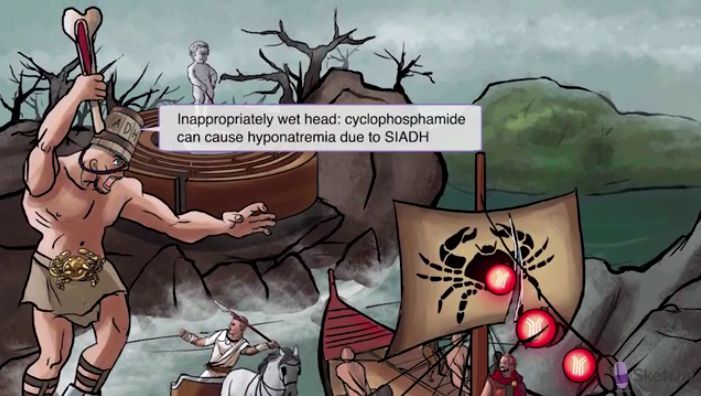 ADH
Inappropriately wet head: cyclophosphamide
can cause hyponatremia due to SIADH